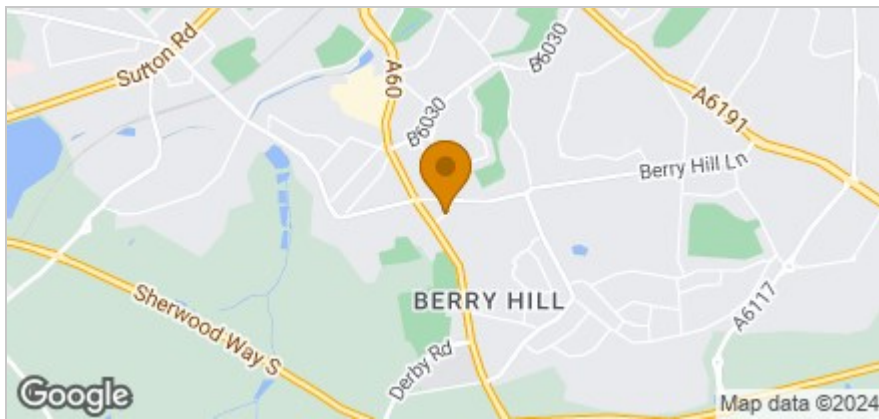 Sutton Rd
A60
B6030
B6030
A6191
Berry Hill Ln
BERRY HILL
Sherwood Way S
Derby Rd
A6117
Google
Map data ©2024